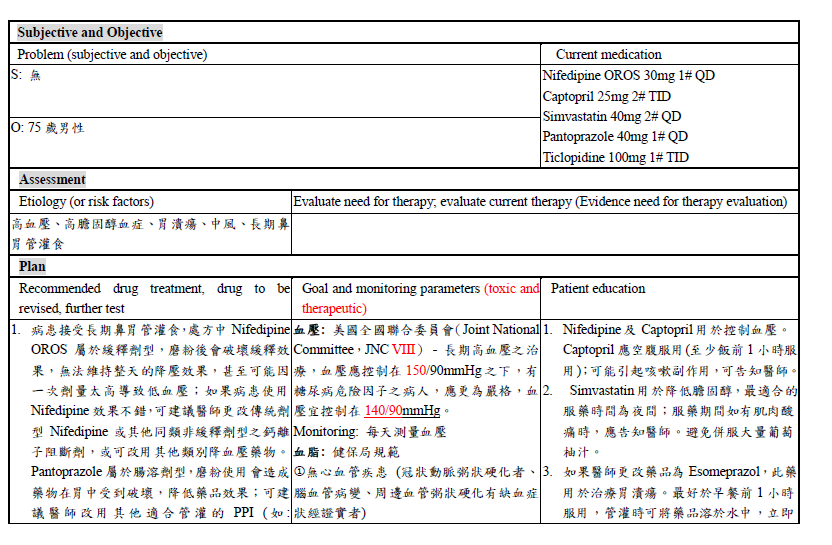 Subjective and Objective
Problem (subjective and objective)
Current medication
S: 無
O: 75 歲男性
Nifedipine OROS 30mg 1# QD
Captopril 25mg 2# TID
Simvastatin 40mg 2# QD
Pantoprazole 40mg 1# QD
Ticlopidine 100mg 1# TID
Assessment
Etiology (or risk factors)
Evaluate need for therapy; evaluate current therapy (Evidence need for therapy evaluation)
高血壓、高膽固醇血症、胃潰瘍、中風、長期鼻
胃管灌食
Plan
Recommended drug treatment, drug to be
revised, further test
Goal and monitoring parameters (toxic and
therapeutic)
Patient education
1. 病患接受長期鼻胃管灌食，處方中 Nifedipine
OROS 屬於緩釋劑型，磨粉後會破壞緩釋效
果，無法維持整天的降壓效果，甚至可能因
一次劑量太高導致低血壓；如果病患使用
Nifedipine 效果不錯，可建議醫師更改傳統劑
型 Nifedipine 或其他同類非緩釋劑型之鈣離
子阻斷劑，或可改用其他類別降血壓藥物。
Pantoprazole 屬於腸溶劑型，磨粉使用會造成
藥物在胃中受到破壞，降低藥品效果；可建
議醫師改用其他適合管灌的 PPI (如:
血壓: 美國全國聯合委員會(Joint National
Committee，JNC VIII) - 長期高血壓之治
療，血壓應控制在 150/90mmHg 之下，有
糖尿病危險因子之病人，應更為嚴格，血
壓宜控制在 140/90mmHg。
Monitoring: 每天測量血壓
血脂: 健保局規範
①無心血管疾患 (冠狀動脈粥狀硬化者、
腦血管病變、周邊血管粥狀硬化有缺血症
狀經證實者)
1. Nifedipine 及 Captopril 用於控制血壓。
Captopril 應空腹服用(至少飯前 1 小時服
用)；可能引起咳嗽副作用，可告知醫師。
2. Simvastatin 用於降低膽固醇，最適合的
服藥時間為夜間；服藥期間如有肌肉酸
痛時，應告知醫師。避免併服大量葡萄
柚汁。
3. 如果醫師更改藥品為 Esomeprazol，此藥
用於治療胃潰瘍。最好於早餐前 1 小時
服用，管灌時可將藥品溶於水中，立即